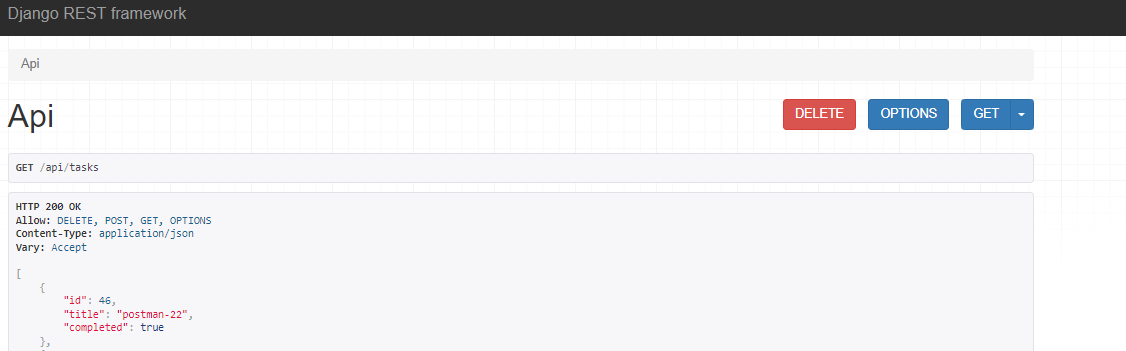 Django REST framework
Api
Api
DELETE OPTIONS GET
GET /api/tasks
HTTP 200 OK
Allow: DELETE, POST, GET, OPTIONS
Content-Type: application/json
Vary: Accept
[
    {
        "id": 46,
        "title": "postman-22",
        "completed": true
    },